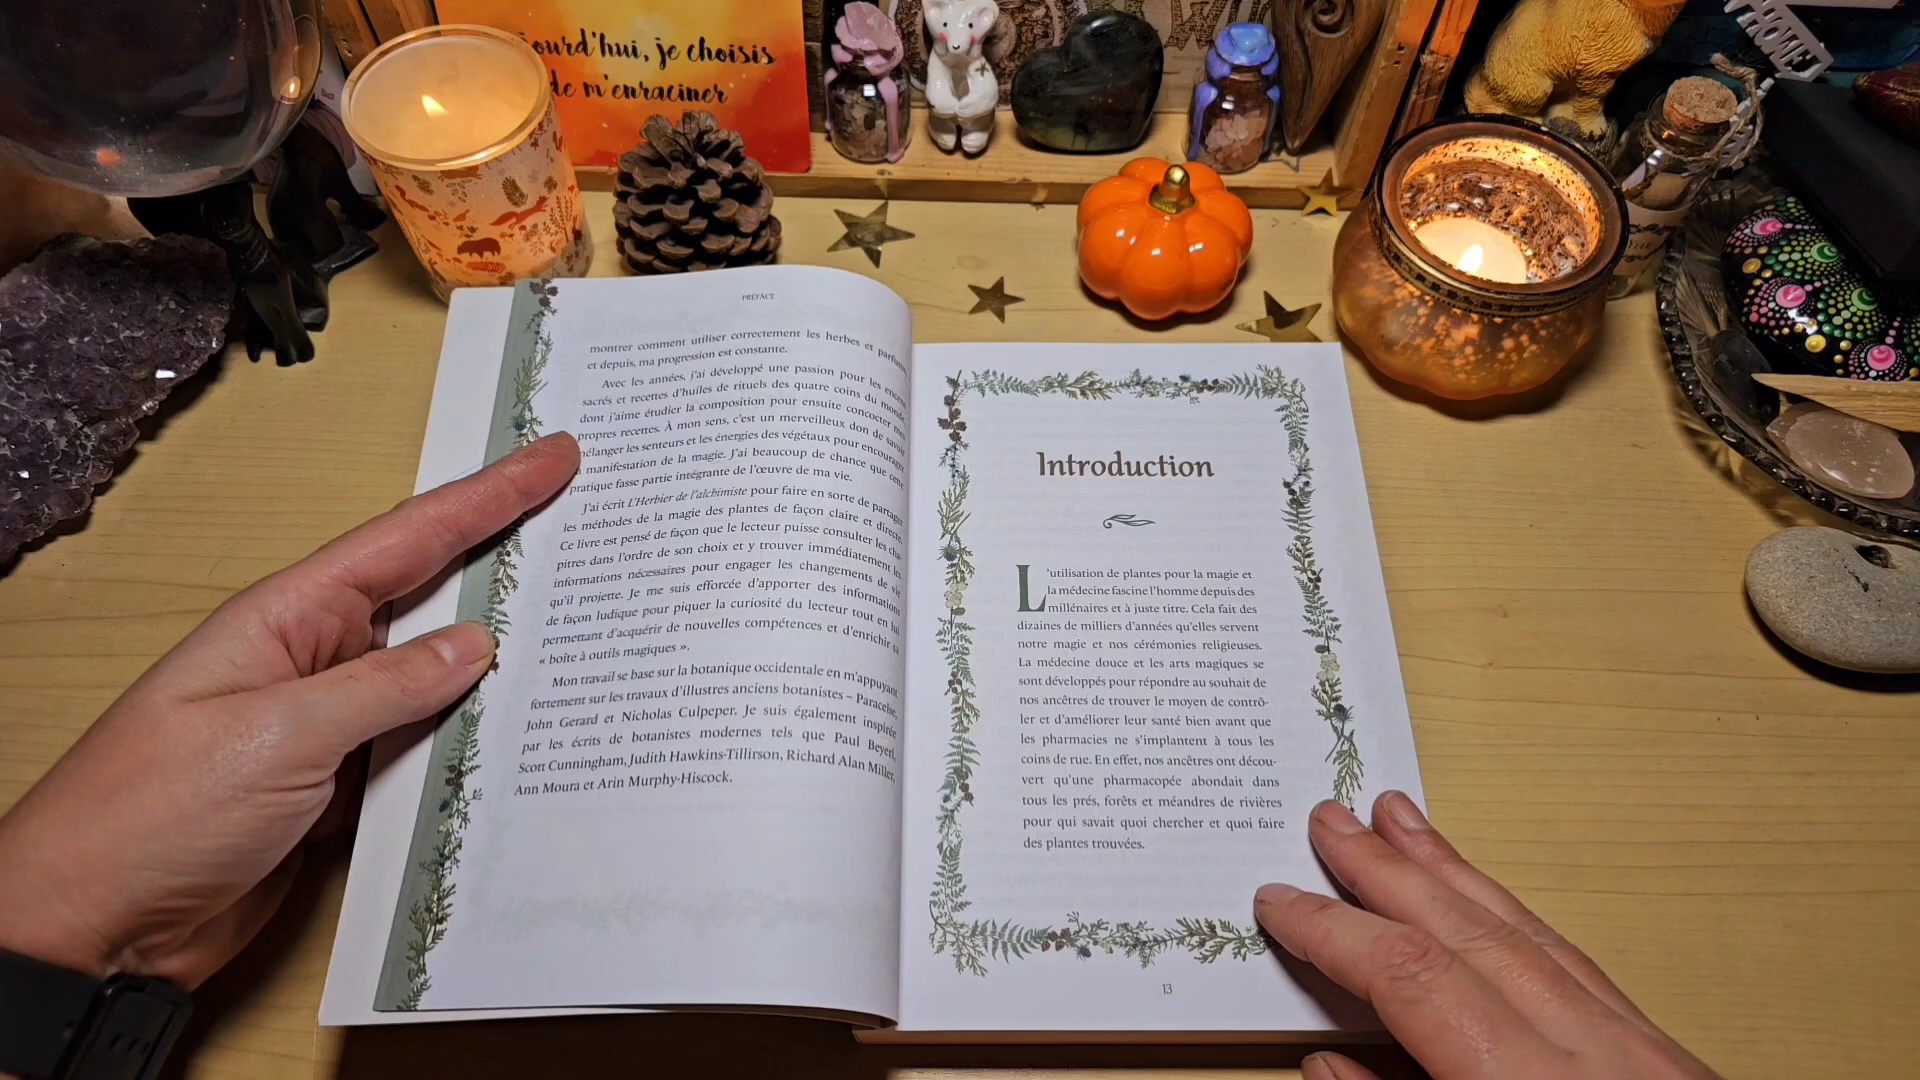 ourd'hui, je choisis
de m'enraciner
HOME
PRÉFACE
montrer comment utiliser correctement les herbes et parfums
et depuis, ma progression est constante.
Avec les années, j'ai développé une passion pour les encens
sacrés et recettes d'huiles de rituels des quatre coins du monde
dont j'aime étudier la composition pour ensuite concocter mes
propres recettes. À mon sens, c'est un merveilleux don de savoir
mélanger les senteurs et les énergies des végétaux pour encourager
manifestation de la magie. J'ai beaucoup de chance que cette
pratique fasse partie intégrante de l'œuvre de ma vie.
J'ai écrit L'Herbier de l'alchimiste pour faire en sorte de partager
les méthodes de la magie des plantes de façon claire et directe.
Ce livre est pensé de façon que le lecteur puisse consulter les cha-
pitres dans l'ordre de son choix et y trouver immédiatement les
informations nécessaires pour engager les changements de vie
qu'il projette. Je me suis efforcée d'apporter des informations
de façon ludique pour piquer la curiosité du lecteur tout en lui
permettant d'acquérir de nouvelles compétences et d'enrichir sa
« boîte à outils magiques ».
Mon travail se base sur la botanique occidentale en m'appuyant
fortement sur les travaux d'illustres anciens botanistes – Paracelse,
John Gerard et Nicholas Culpeper. Je suis également inspirée
par les écrits de botanistes modernes tels que Paul Beyerl,
Scott Cunningham, Judith Hawkins-Tillirson, Richard Alan Miller,
Ann Moura et Arin Murphy-Hiscock.
Introduction
L'utilisation de plantes pour la magie et
la médecine fascine l'homme depuis des
millénaires et à juste titre. Cela fait des
dizaines de milliers d'années qu'elles servent
notre magie et nos cérémonies religieuses.
La médecine douce et les arts magiques se
sont développés pour répondre au souhait de
nos ancêtres de trouver le moyen de contrô-
ler et d'améliorer leur santé bien avant que
les pharmacies ne s'implantent à tous les
coins de rue. En effet, nos ancêtres ont décou-
vert qu'une pharmacopée abondait dans
tous les prés, forêts et méandres de rivières
pour qui savait quoi chercher et quoi faire
des plantes trouvées.
13